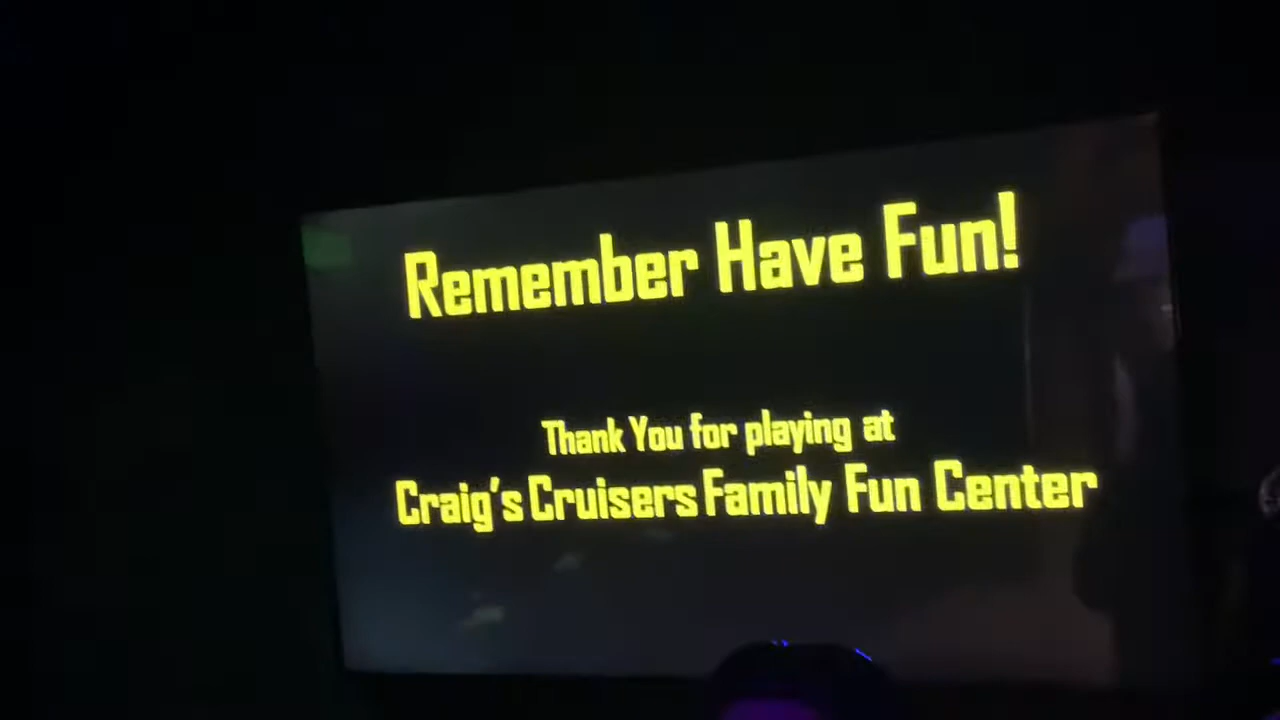 Remember Have Fun!
Thank You for playing at
Craig's Cruisers Family Fun Center